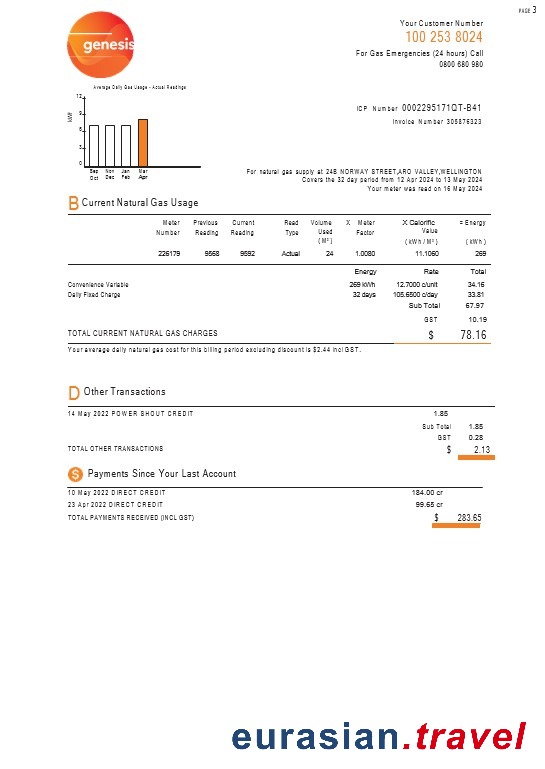 PAGE 3
genesis
Your Customer Number
100 253 8024
For Gas Emergencies (24 hours) Call
0800 680 980
Average Daily Gas Usage - Actual Readings
kWh
12
9
6
3
0
Sep Nov Jan Mar
Oct Dec Feb Apr
ICP Number 0002295171QT-B41
Invoice Number 305876323
For natural gas supply at 24B NORWAY STREET,ARO VALLEY,WELLINGTON
Covers the 32 day period from 12 Apr 2024 to 13 May 2024
Your meter was read on 16 May 2024
B Current Natural Gas Usage
Meter Number Previous Reading Current Reading Read Type Volume Used (M³) X Meter Factor X Calorific Value (kWh/M³) = Energy (kWh)
226179 9568 9592 Actual 24 1.0080 11.1060 269
Energy Rate Total
Convenience Variable 269 kWh 12.7000 c/unit 34.16
Daily Fixed Charge 32 days 105.6500 c/day 33.81
Sub Total 67.97
GST 10.19
TOTAL CURRENT NATURAL GAS CHARGES $ 78.16
Your average daily natural gas cost for this billing period excluding discount is $2.44 incl GST.
D Other Transactions
14 May 2022 POWER SHOUT CREDIT 1.85
Sub Total 1.85
GST 0.28
TOTAL OTHER TRANSACTIONS $ 2.13
$ Payments Since Your Last Account
10 May 2022 DIRECT CREDIT 184.00 cr
23 Apr 2022 DIRECT CREDIT 99.65 cr
TOTAL PAYMENTS RECEIVED (INCL GST) $ 283.65
eurasian.travel